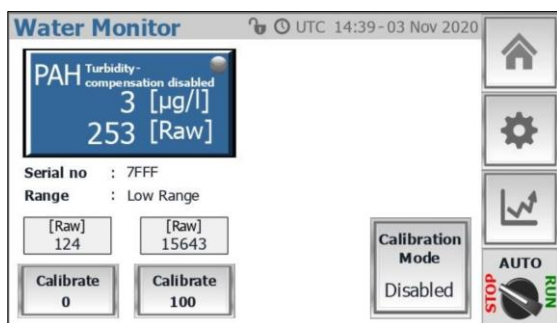 Water Monitor
UTC 14:39-03 Nov 2020
PAH Turbidity-
compensation disabled
3 [µg/l]
253 [Raw]
Serial no : 7FFF
Range : Low Range
[Raw]
124
[Raw]
15643
Calibrate
0
Calibrate
100
Calibration
Mode
Disabled
AUTO
STOP
RUN